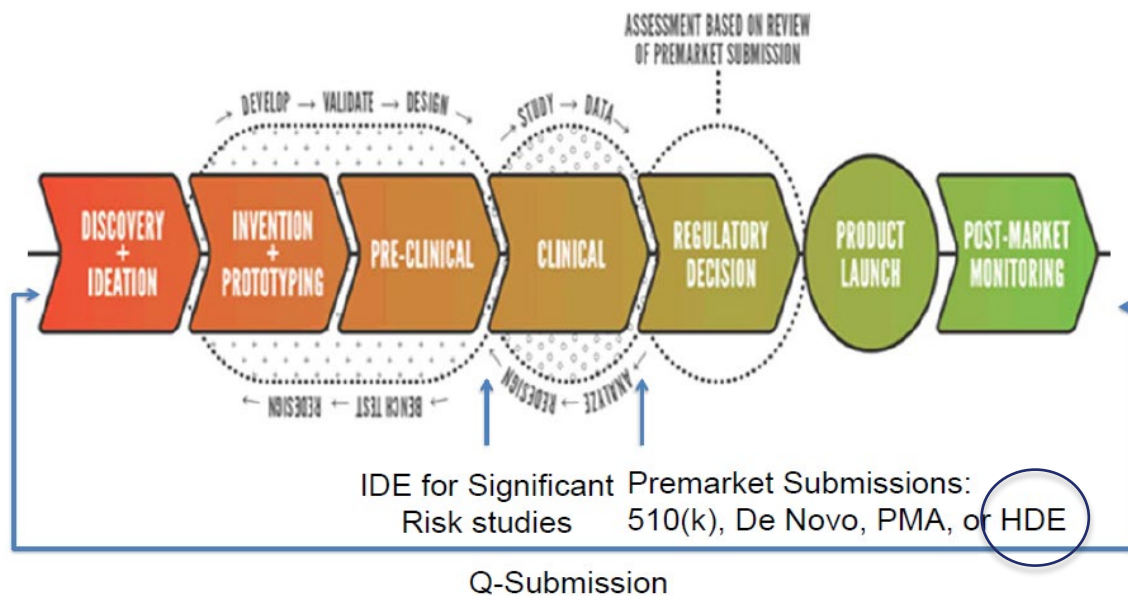 ASSESSMENT BASED ON REVIEW
OF PREMARKET SUBMISSION
→ DEVELOP → VALIDATE → DESIGN →
→ STUDY → DATA →
DISCOVERY
+
IDEATION
INVENTION
+
PROTOTYPING
PRE-CLINICAL
CLINICAL
REGULATORY
DECISION
PRODUCT
LAUNCH
POST-MARKET
MONITORING
← BENCH TEST ← REDESIGN ←
← ANALYZE ← REDESIGN ←
IDE for Significant
Risk studies
Premarket Submissions:
510(k), De Novo, PMA, or HDE
Q-Submission